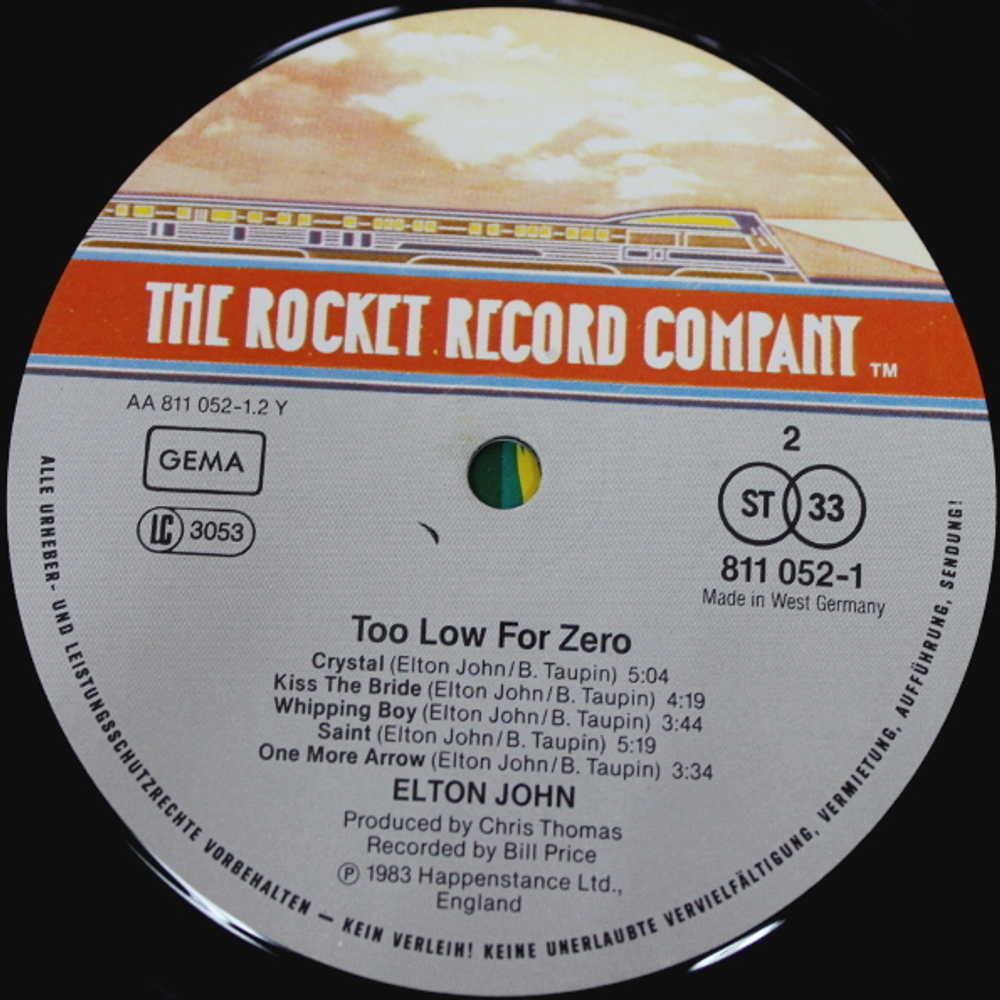 THE ROCKET RECORD COMPANY ™
AA 811 052-1.2 Y
GEMA
LC 3053
2
ST 33
811 052-1
Made in West Germany
Too Low For Zero
Crystal (Elton John/B. Taupin) 5:04
Kiss The Bride (Elton John/B. Taupin) 4:19
Whipping Boy (Elton John/B. Taupin) 3:44
Saint (Elton John/B. Taupin) 5:19
One More Arrow (Elton John/B. Taupin) 3:34
ELTON JOHN
Produced by Chris Thomas
Recorded by Bill Price
Ⓟ 1983 Happenstance Ltd.,
England
ALLE URHEBER- UND LEISTUNGSSCHUTZRECHTE VORBEHALTEN — KEIN VERLEIH! KEINE UNERLAUBTE VERVIELFÄLTIGUNG, VERMIETUNG, AUFFÜHRUNG, SENDUNG!